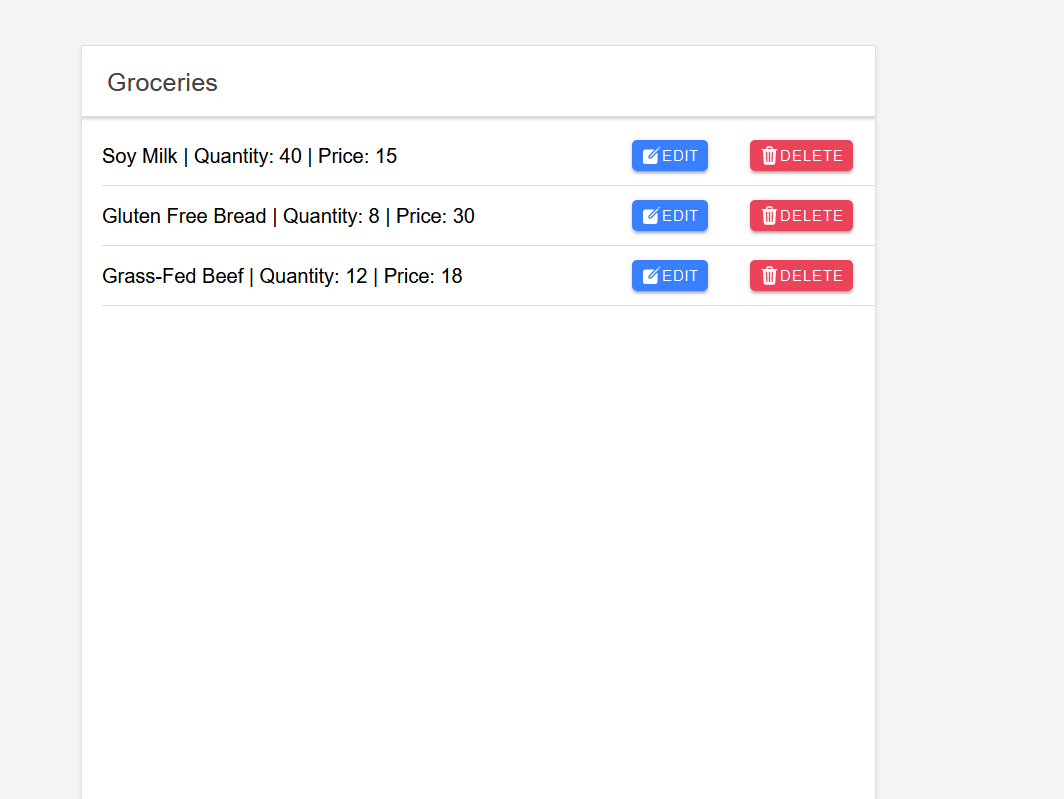 Groceries
Soy Milk | Quantity: 40 | Price: 15 EDIT DELETE
Gluten Free Bread | Quantity: 8 | Price: 30 EDIT DELETE
Grass-Fed Beef | Quantity: 12 | Price: 18 EDIT DELETE